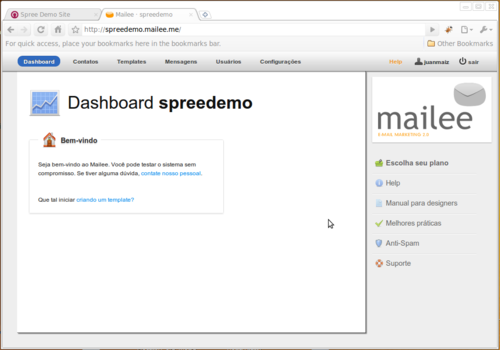 Spree Demo Site
Mailee - spreedemo
http://spreedemo.mailee.me/
For quick access, place your bookmarks here in the bookmarks bar.
Other Bookmarks
Dashboard Contatos Templates Mensagens Usuários Configurações Help juanmaiz sair
Dashboard spreedemo
Bem-vindo
Seja bem-vindo ao Mailee. Você pode testar o sistema sem
compromisso. Se tiver alguma dúvida, contate nosso pessoal.
Que tal iniciar criando um template?
mailee
E-MAIL MARKETING 2.0
Escolha seu plano
Help
Manual para designers
Melhores práticas
Anti-Spam
Suporte